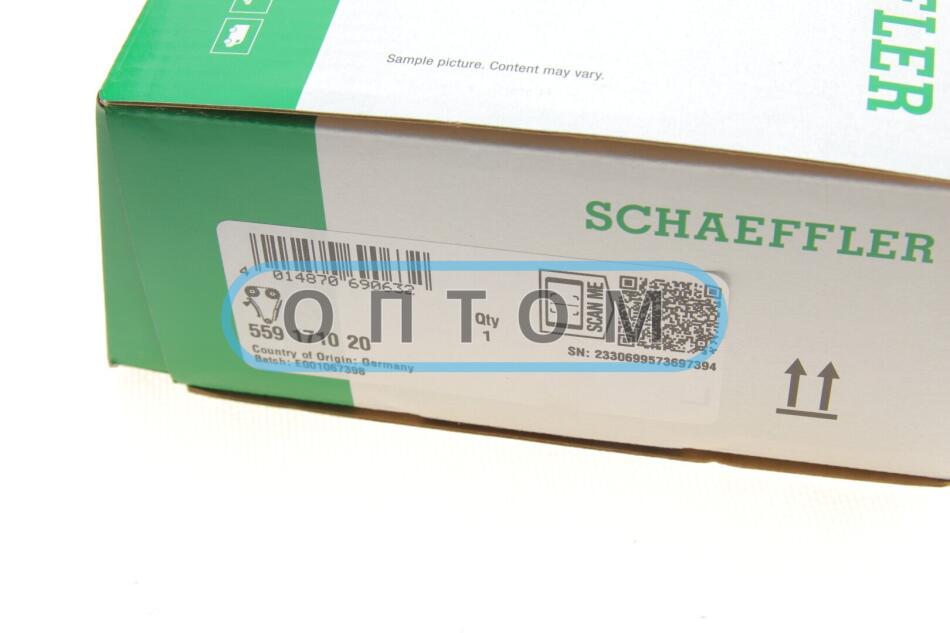 Sample picture. Content may vary.
FLER
SCHAEFFLER
4 014870 690632
559 1710 20
Qty
1
Country of Origin: Germany
Batch: E001067398
SCAN ME
SN: 2330699573697394
ОПТОМ